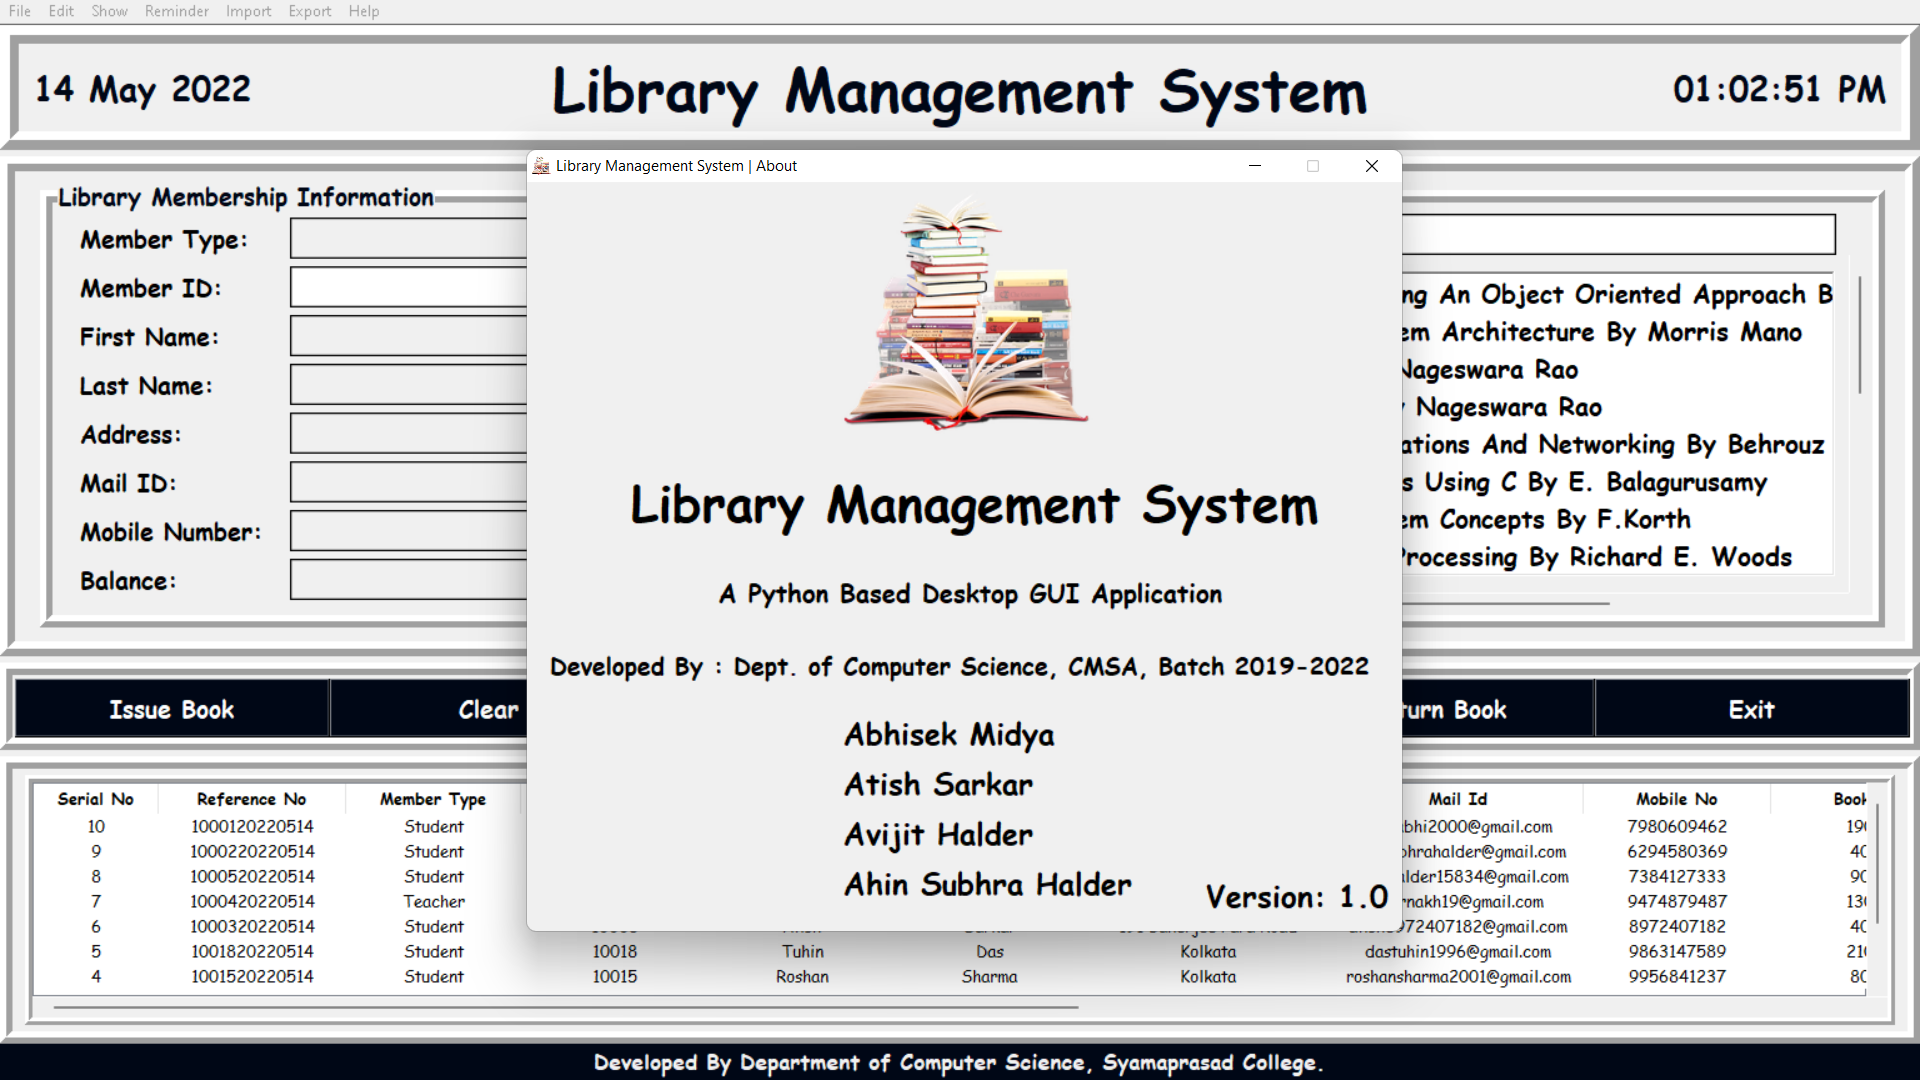 File Edit Show Reminder Import Export Help
14 May 2022
Library Management System
01:02:51 PM
Library Management System | About
Library Membership Information
Member Type:
Member ID:
First Name:
Last Name:
Address:
Mail ID:
Mobile Number:
Balance:
Library Management System
A Python Based Desktop GUI Application
Developed By : Dept. of Computer Science, CMSA, Batch 2019-2022
Abhisek Midya
Atish Sarkar
Avijit Halder
Ahin Subhra Halder
Version: 1.0
An Object Oriented Approach B
Architecture By Morris Mano
Nageswara Rao
Nageswara Rao
And Networking By Behrouz
Using C By E. Balagurusamy
Concepts By F.Korth
Processing By Richard E. Woods
Issue Book
Clear
Book
Exit
Serial No Reference No Member Type Mail Id Mobile No Book
10 1000120220514 Student bhi2000@gmail.com 7980609462 190
9 1000220220514 Student ohrahalder@gmail.com 6294580369 40
8 1000520220514 Student alder15834@gmail.com 7384127333 90
7 1000420220514 Teacher rnakh19@gmail.com 9474879487 130
6 1000320220514 Student 972407182@gmail.com 8972407182 40
5 1001820220514 Student 10018 Tuhin Das Kolkata dastuhin1996@gmail.com 9863147589 210
4 1001520220514 Student 10015 Roshan Sharma Kolkata roshansharma2001@gmail.com 9956841237 80
Developed By Department of Computer Science, Syamaprasad College.